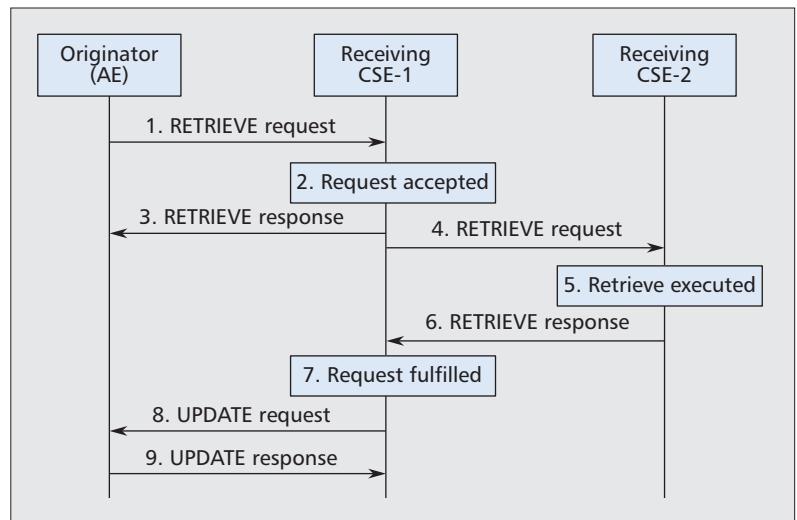 Originator
(AE)
Receiving
CSE-1
Receiving
CSE-2
1. RETRIEVE request
2. Request accepted
3. RETRIEVE response
4. RETRIEVE request
5. Retrieve executed
6. RETRIEVE response
7. Request fulfilled
8. UPDATE request
9. UPDATE response